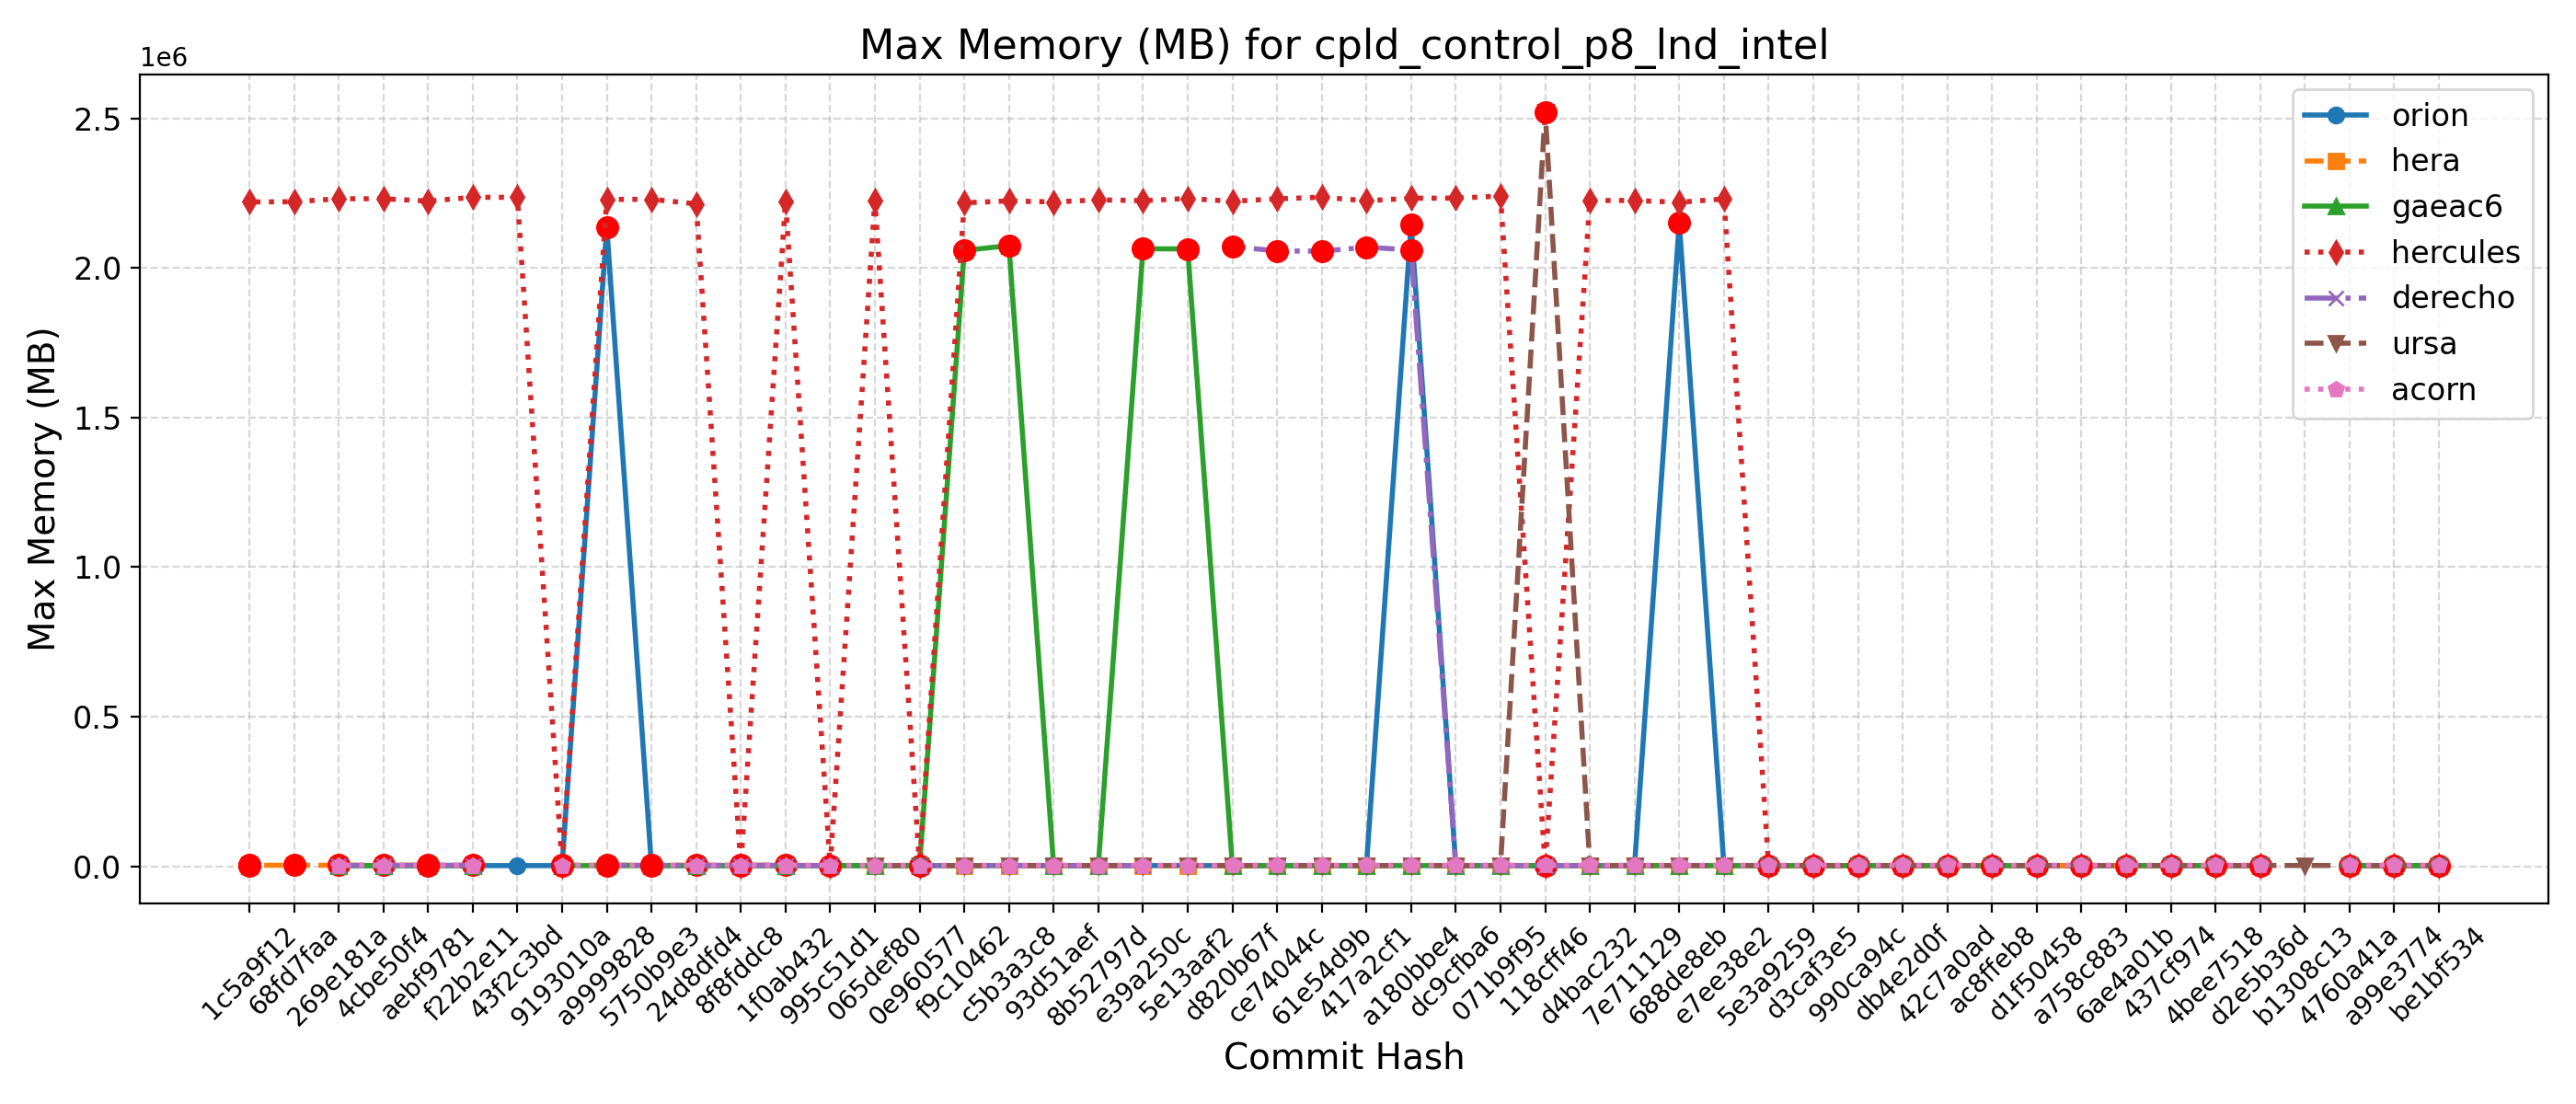 Max Memory (MB) for cpld_control_p8_lnd_intel
1e6
2.5
2.0
1.5
1.0
0.5
0.0
Max Memory (MB)
orion
hera
gaeac6
hercules
derecho
ursa
acorn
1c5a9f12
68fd7faa
269e181a
4cbe50f4
aebf9781
f22b2e11
43f2c3bd
9193010a
a9999828
5750b9e3
24d8dfd4
8f8fddc8
1f0ab432
995c51d1
065def80
0e960577
f9c10462
c5b3a3c8
93d51aef
8b52797d
e39a250c
5e13aaf2
d820b67f
ce74044c
61e54d9b
417a2cf1
a180bbe4
dc9cfba6
071b9f95
118cff46
d4bac232
7e711129
688de8eb
e7ee38e2
5e3a9259
d3caf3e5
990ca94c
db4e2d0f
42c7a0ad
ac8ffeb8
d1f50458
a758c883
6ae4a01b
437cf974
4bee7518
d2e5b36d
b1308c13
4760a41a
a99e3774
be1bf534
Commit Hash